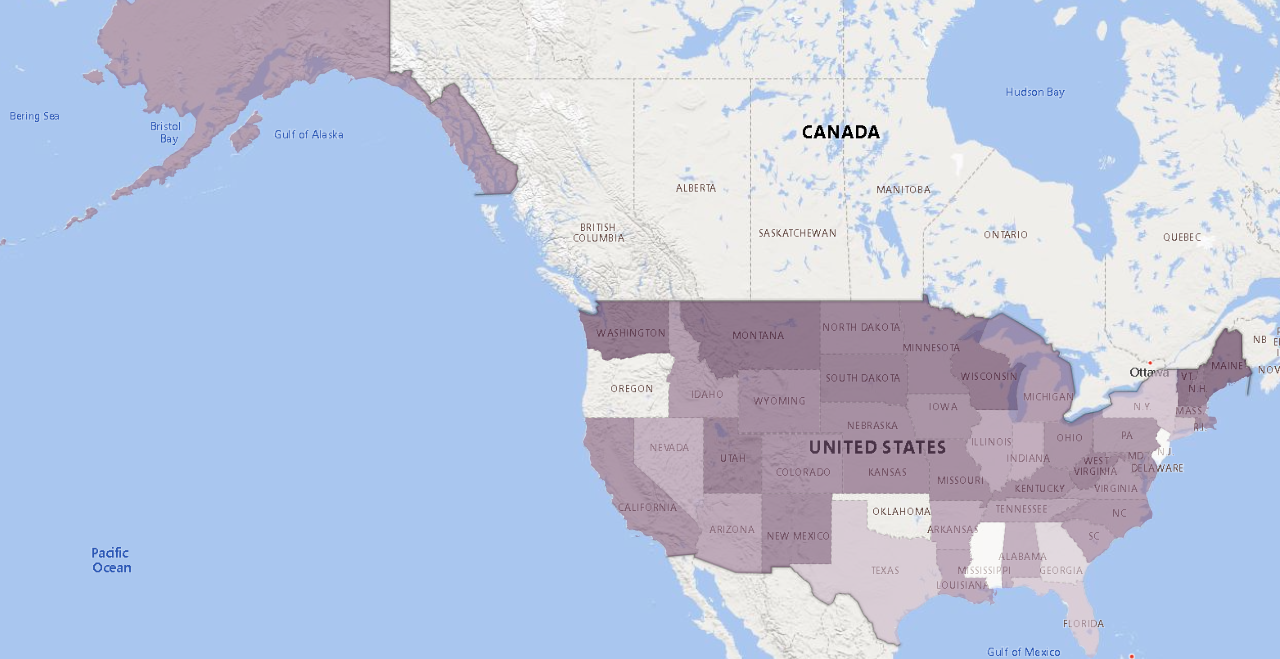 Hudson Bay
Bering Sea
Bristol
Bay
Gulf of Alaska
CANADA
ALBERTA
MANITOBA
BRITISH
COLUMBIA
SASKATCHEWAN
ONTARIO
QUEBEC
WASHINGTON
MONTANA
NORTH DAKOTA
MINNESOTA
NB
Ottawa
MAINE
NOV
VT
N H
OREGON
IDAHO
WYOMING
SOUTH DAKOTA
WISCONSIN
MICHIGAN
N Y
MASS
RI
IOWA
NEBRASKA
NEVADA
UTAH
COLORADO
UNITED STATES
KANSAS
MISSOURI
ILLINOIS
INDIANA
OHIO
PA
N J
MD
DELAWARE
WEST
VIRGINIA
VIRGINIA
KENTUCKY
CALIFORNIA
ARIZONA
NEW MEXICO
OKLAHOMA
ARKANSAS
TENNESSEE
NC
SC
Pacific
Ocean
TEXAS
LOUISIANA
MISSISSIPPI
ALABAMA
GEORGIA
FLORIDA
Gulf of Mexico